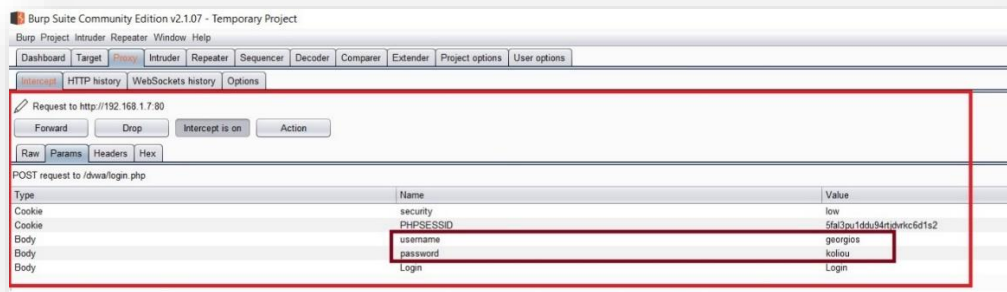 Burp Suite Community Edition v2.1.07 - Temporary Project
Burp Project Intruder Repeater Window Help
Dashboard Target Proxy Intruder Repeater Sequencer Decoder Comparer Extender Project options User options
Intercept HTTP history WebSockets history Options
Request to http://192.168.1.7:80
Forward Drop Intercept is on Action
Raw Params Headers Hex
POST request to /dvwa/login.php
Type Name Value
Cookie security low
Cookie PHPSESSID 5fal3pu1ddu94rtjdvrkc6d1s2
Body username georgios
Body password koliou
Body Login Login